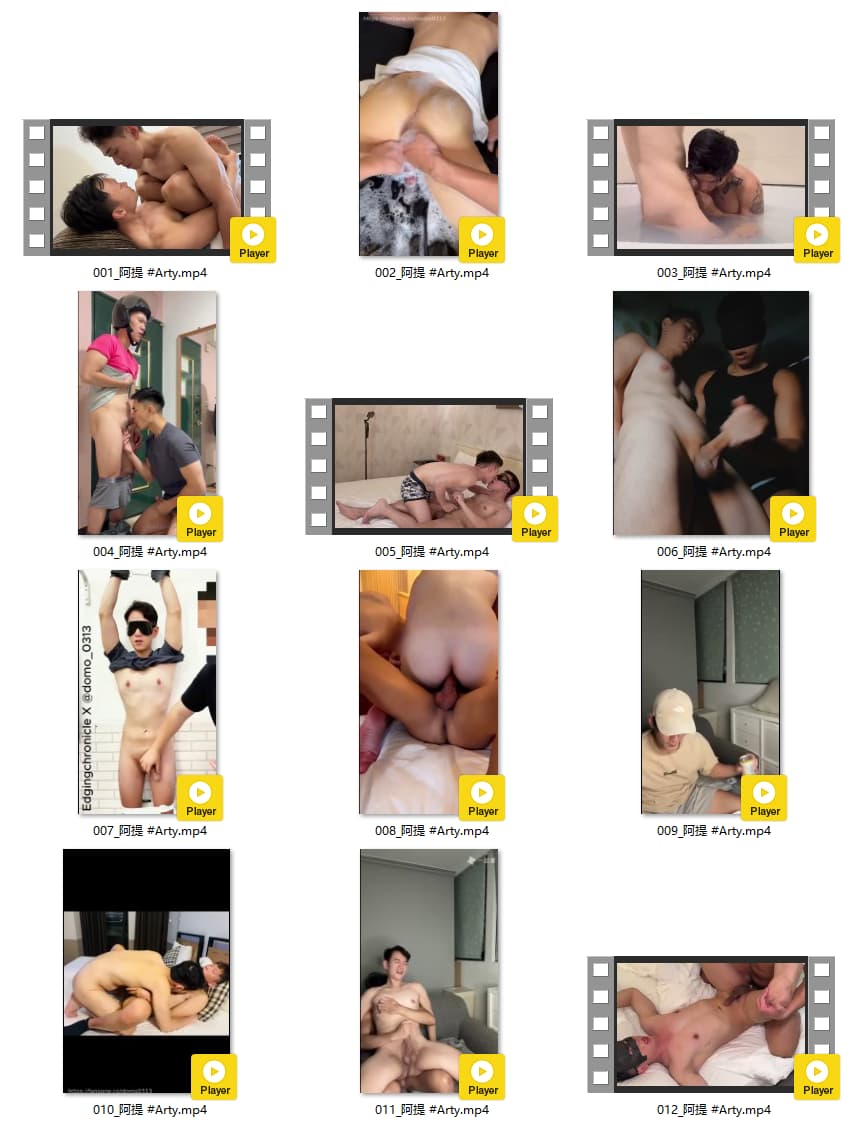 Player
001_阿提 #Arty.mp4
Player
002_阿提 #Arty.mp4
Player
003_阿提 #Arty.mp4
Player
004_阿提 #Arty.mp4
Player
005_阿提 #Arty.mp4
Player
006_阿提 #Arty.mp4
Edgingchronicle X @domo_0313
Player
007_阿提 #Arty.mp4
Player
008_阿提 #Arty.mp4
Player
009_阿提 #Arty.mp4
Player
010_阿提 #Arty.mp4
Player
011_阿提 #Arty.mp4
Player
012_阿提 #Arty.mp4